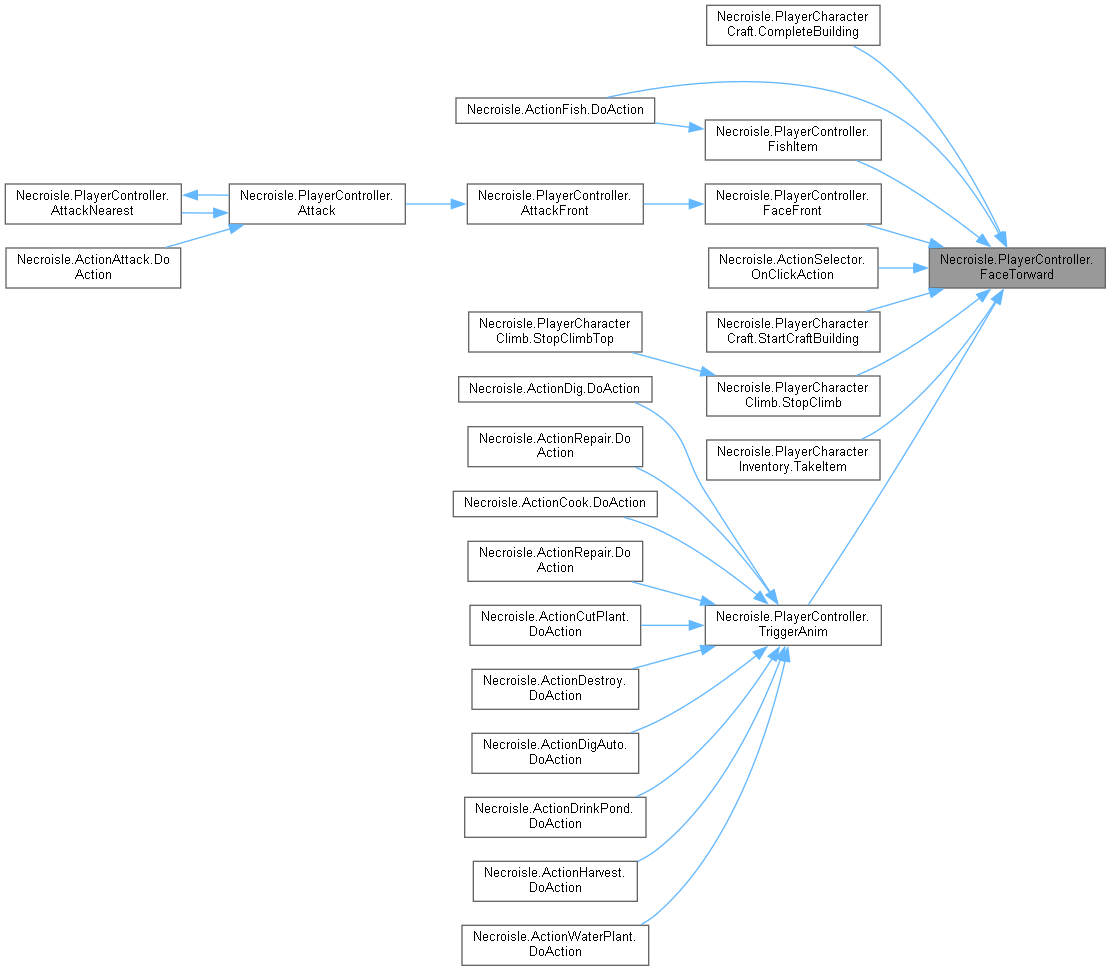 Necroisle.PlayerCharacter
Craft.CompleteBuilding
Necroisle.ActionFish.DoAction
Necroisle.PlayerController.
FishItem
Necroisle.PlayerController.
AttackNearest
Necroisle.PlayerController.
Attack
Necroisle.PlayerController.
AttackFront
Necroisle.PlayerController.
FaceFront
Necroisle.ActionAttack.Do
Action
Necroisle.ActionSelector.
OnClickAction
Necroisle.PlayerController.
FaceTorward
Necroisle.PlayerCharacter
Climb.StopClimbTop
Necroisle.PlayerCharacter
Craft.StartCraftBuilding
Necroisle.ActionDig.DoAction
Necroisle.PlayerCharacter
Climb.StopClimb
Necroisle.ActionRepair.Do
Action
Necroisle.PlayerCharacter
Inventory.TakeItem
Necroisle.ActionCook.DoAction
Necroisle.ActionRepair.Do
Action
Necroisle.ActionCutPlant.
DoAction
Necroisle.PlayerController.
TriggerAnim
Necroisle.ActionDestroy.
DoAction
Necroisle.ActionDigAuto.
DoAction
Necroisle.ActionDrinkPond.
DoAction
Necroisle.ActionHarvest.
DoAction
Necroisle.ActionWaterPlant.
DoAction